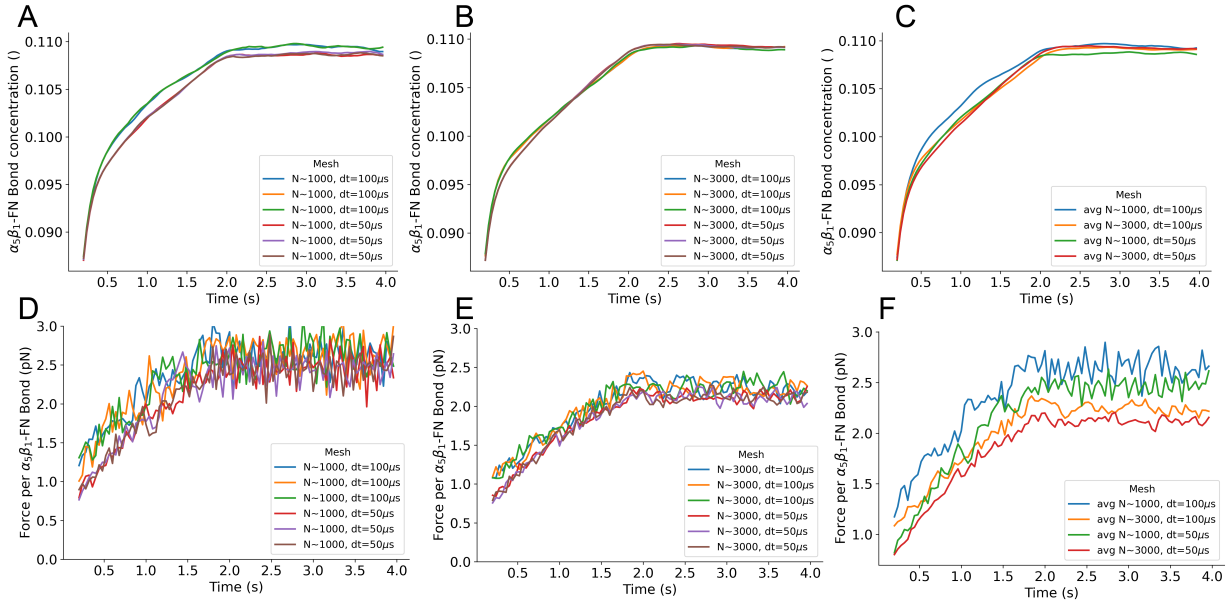 A
α₅β₁-FN Bond concentration ()
0.110
0.105
0.100
0.095
0.090
Mesh
N~1000, dt=100μs
N~1000, dt=100μs
N~1000, dt=100μs
N~1000, dt=50μs
N~1000, dt=50μs
N~1000, dt=50μs
0.5 1.0 1.5 2.0 2.5 3.0 3.5 4.0
Time (s)
B
α₅β₁-FN Bond concentration ()
0.110
0.105
0.100
0.095
0.090
Mesh
N~3000, dt=100μs
N~3000, dt=100μs
N~3000, dt=100μs
N~3000, dt=50μs
N~3000, dt=50μs
N~3000, dt=50μs
0.5 1.0 1.5 2.0 2.5 3.0 3.5 4.0
Time (s)
C
α₅β₁-FN Bond concentration ( )
0.110
0.105
0.100
0.095
0.090
Mesh
avg N~1000, dt=100μs
avg N~3000, dt=100μs
avg N~1000, dt=50μs
avg N~3000, dt=50μs
0.5 1.0 1.5 2.0 2.5 3.0 3.5 4.0
Time (s)
D
Force per α₅β₁-FN Bond (pN)
3.0
2.5
2.0
1.5
1.0
0.5
0.0
Mesh
N~1000, dt=100μs
N~1000, dt=100μs
N~1000, dt=100μs
N~1000, dt=50μs
N~1000, dt=50μs
N~1000, dt=50μs
0.5 1.0 1.5 2.0 2.5 3.0 3.5 4.0
Time (s)
E
Force per α₅β₁-FN Bond (pN)
3.0
2.5
2.0
1.5
1.0
0.5
0.0
Mesh
N~3000, dt=100μs
N~3000, dt=100μs
N~3000, dt=100μs
N~3000, dt=50μs
N~3000, dt=50μs
N~3000, dt=50μs
0.5 1.0 1.5 2.0 2.5 3.0 3.5 4.0
Time (s)
F
Force per α₅β₁-FN Bond (pN)
3.0
2.5
2.0
1.5
1.0
Mesh
avg N~1000, dt=100μs
avg N~3000, dt=100μs
avg N~1000, dt=50μs
avg N~3000, dt=50μs
0.5 1.0 1.5 2.0 2.5 3.0 3.5 4.0
Time (s)